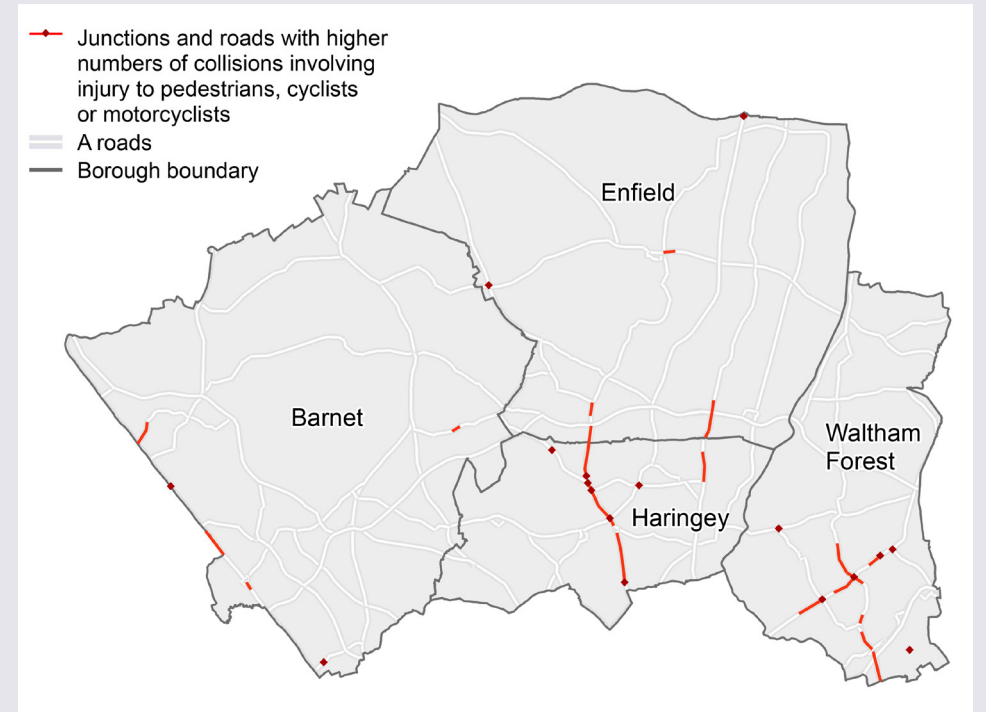 Junctions and roads with higher
numbers of collisions involving
injury to pedestrians, cyclists
or motorcyclists
A roads
Borough boundary
Enfield
Barnet
Waltham
Forest
Haringey